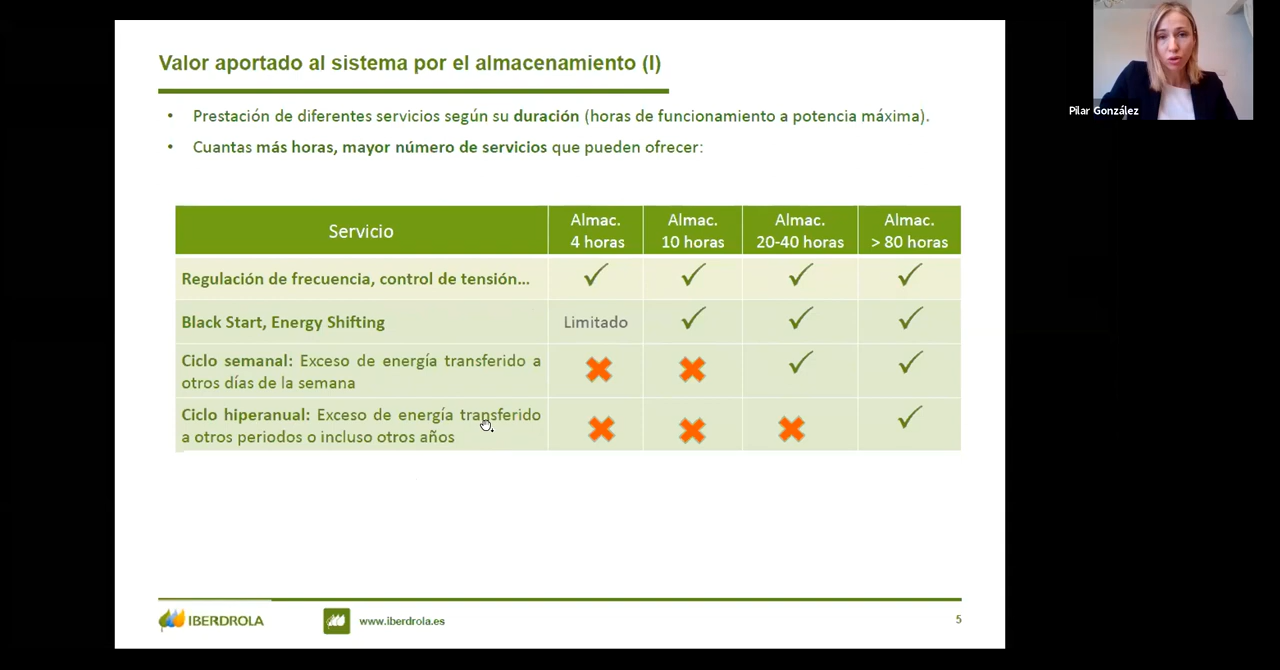 Valor aportado al sistema por el almacenamiento (I)
Pilar González
• Prestación de diferentes servicios según su duración (horas de funcionamiento a potencia máxima).
• Cuantas más horas, mayor número de servicios que pueden ofrecer:
Servicio
Almac.
4 horas
Almac.
10 horas
Almac.
20-40 horas
Almac.
> 80 horas
Regulación de frecuencia, control de tensión...
Black Start, Energy Shifting
Limitado
Ciclo semanal: Exceso de energía transferido a
otros días de la semana
Ciclo hiperanual: Exceso de energía transferido
a otros periodos o incluso otros años
IBERDROLA
www.iberdrola.es
5